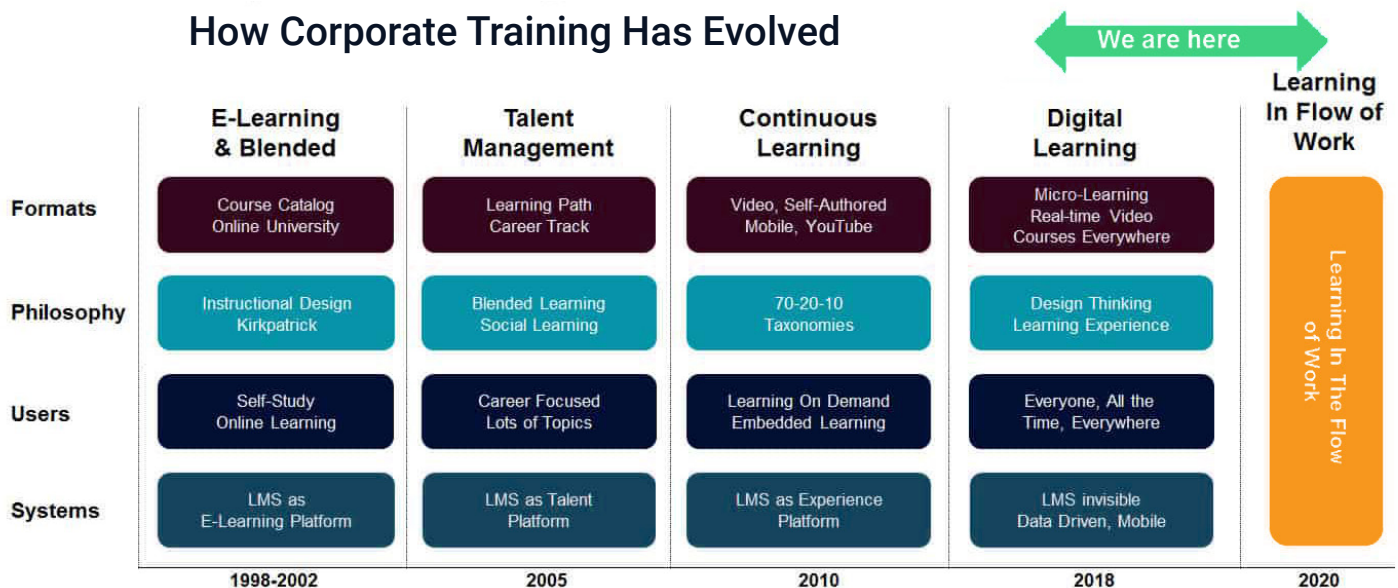 How Corporate Training Has Evolved
We are here
E-Learning
& Blended
Talent
Management
Continuous
Learning
Digital
Learning
Learning
In Flow of
Work
Formats
Course Catalog
Online University
Learning Path
Career Track
Video, Self-Authored
Mobile, YouTube
Micro-Learning
Real-time Video
Courses Everywhere
Philosophy
Instructional Design
Kirkpatrick
Blended Learning
Social Learning
70-20-10
Taxonomies
Design Thinking
Learning Experience
Users
Self-Study
Online Learning
Career Focused
Lots of Topics
Learning On Demand
Embedded Learning
Everyone, All the
Time, Everywhere
Systems
LMS as
E-Learning Platform
LMS as Talent
Platform
LMS as Experience
Platform
LMS invisible
Data Driven, Mobile
Learning In The Flow
of Work
1998-2002
2005
2010
2018
2020